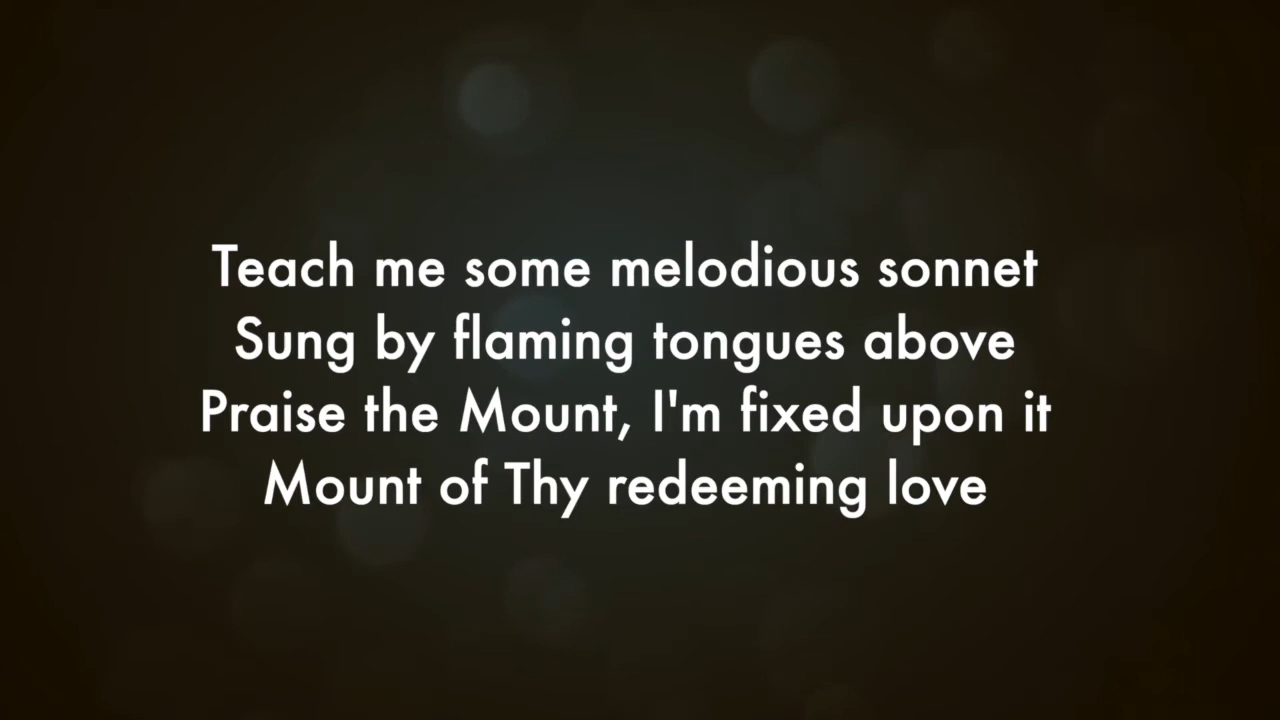 Teach me some melodious sonnet
Sung by flaming tongues above
Praise the Mount, I'm fixed upon it
Mount of Thy redeeming love